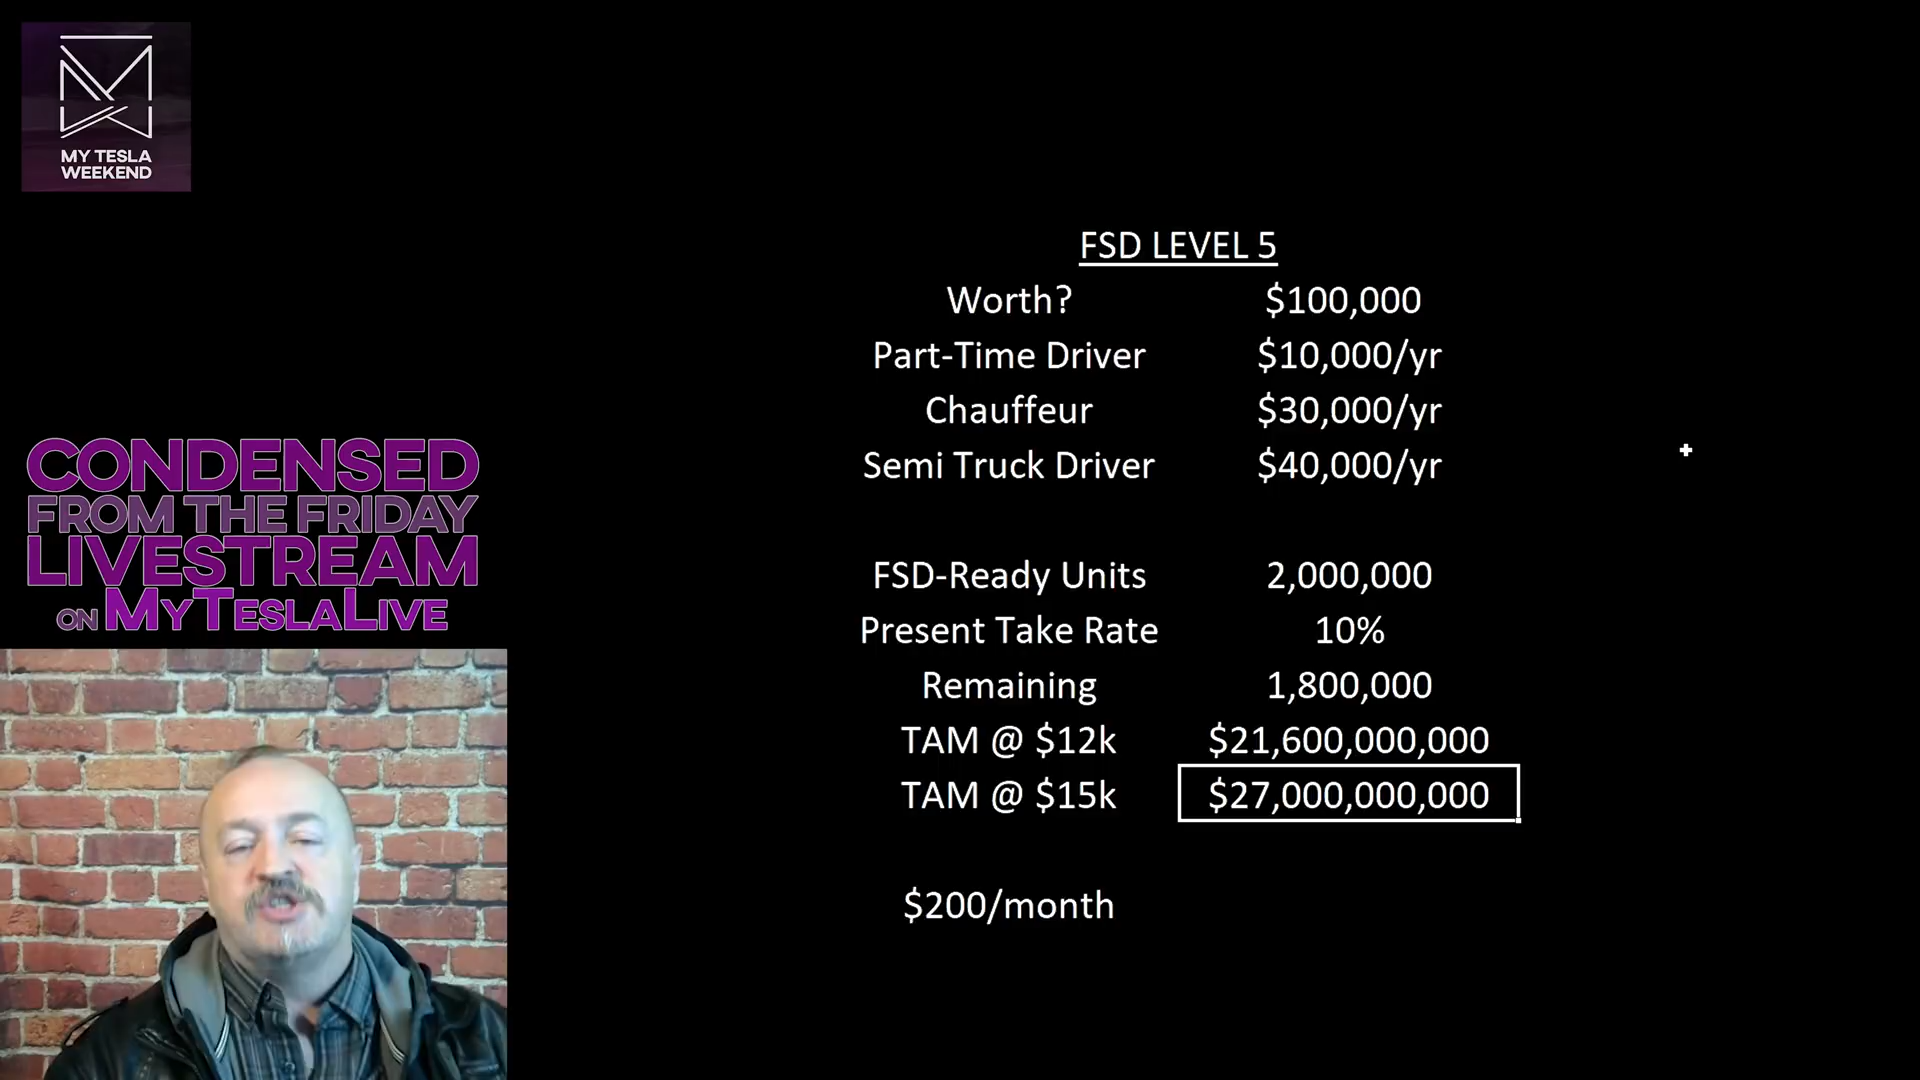 MY TESLA
WEEKEND
CONDENSED
FROM THE FRIDAY
LIVESTREAM
ON MYTESLALIVE
FSD LEVEL 5
Worth? $100,000
Part-Time Driver $10,000/yr
Chauffeur $30,000/yr
Semi Truck Driver $40,000/yr
FSD-Ready Units 2,000,000
Present Take Rate 10%
Remaining 1,800,000
TAM @ $12k $21,600,000,000
TAM @ $15k $27,000,000,000
$200/month